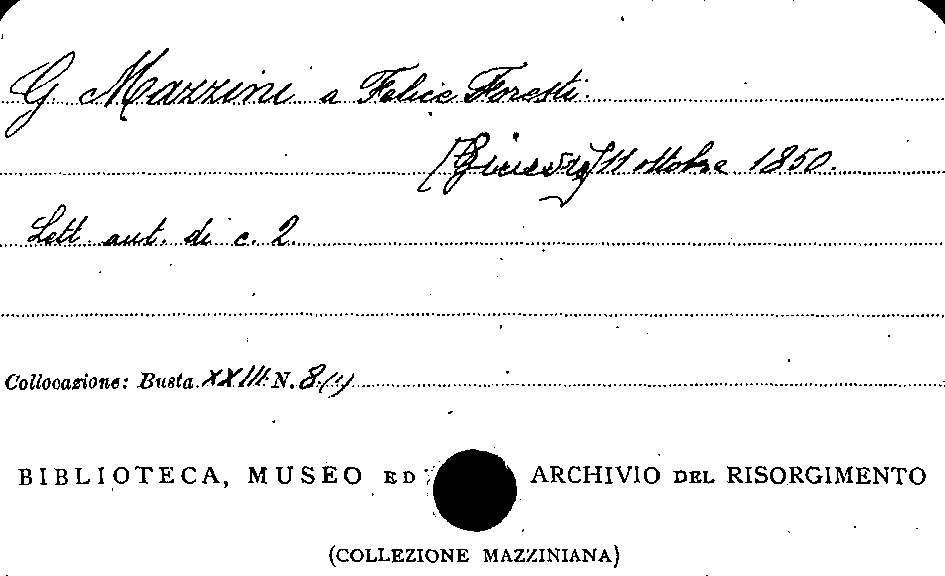 G. Mazzini a Felice Foresti.
[Ginevra] 11 ottobre 1850.
Lett. aut. di c. 2
Collocazione: Busta XXIII N. 8 (1)
BIBLIOTECA, MUSEO ED ARCHIVIO DEL RISORGIMENTO
(COLLEZIONE MAZZINIANA)